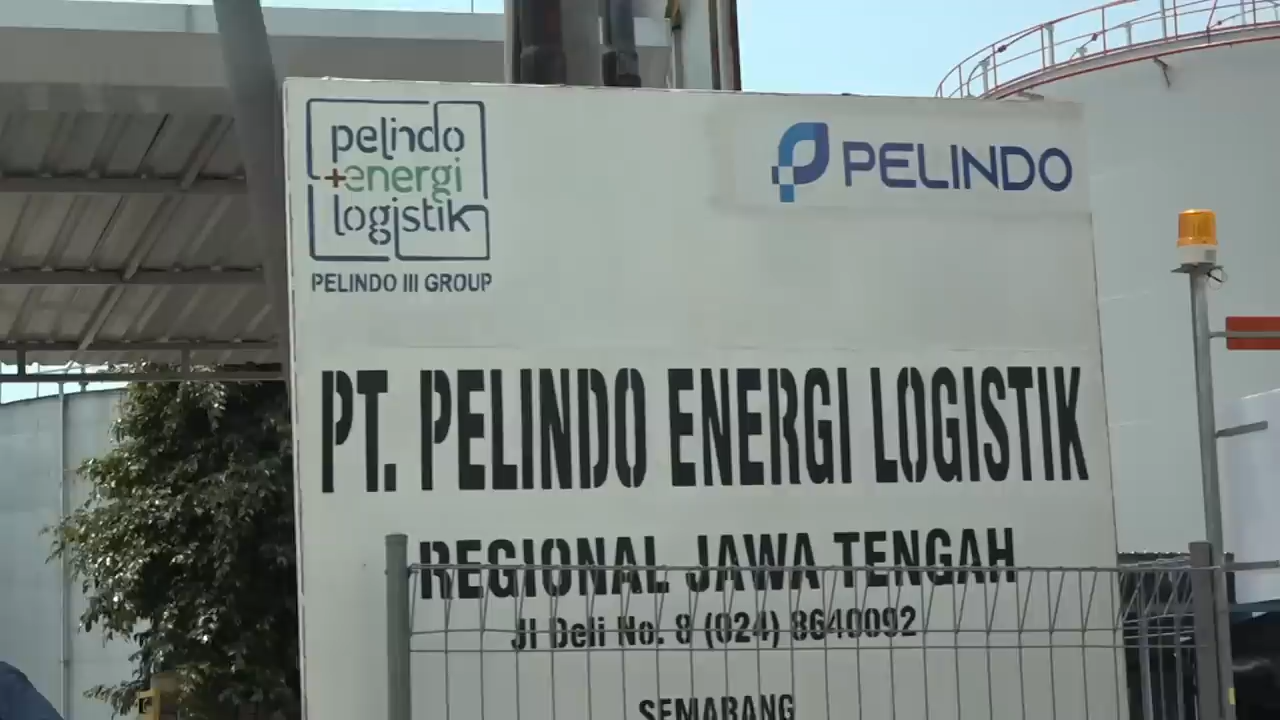 pelindo
+energi
logistik
PELINDO III GROUP
PELINDO
PT. PELINDO ENERGI LOGISTIK
REGIONAL JAWA TENGAH
Jl Deli No. 8 (024) 8640092
SEMARANG